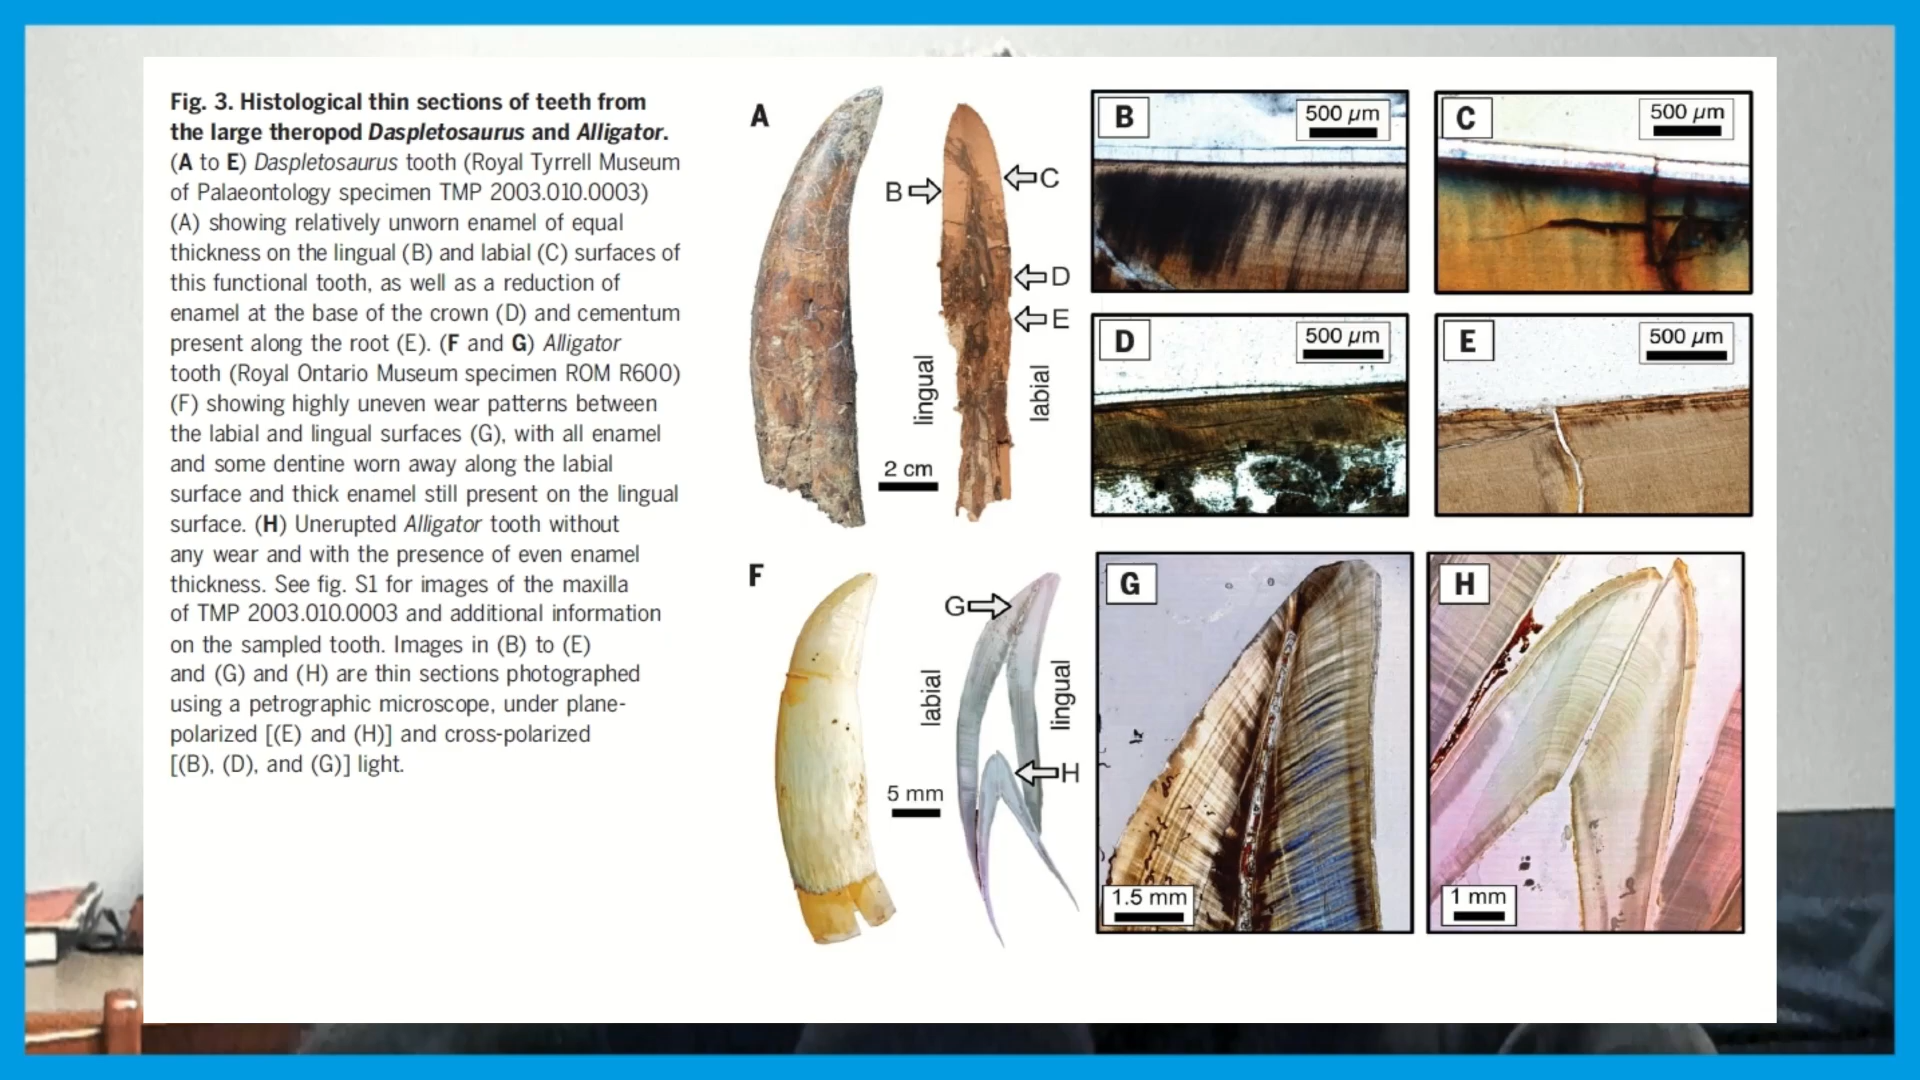 Fig. 3. Histological thin sections of teeth from
the large theropod Daspletosaurus and Alligator.
(A to E) Daspletosaurus tooth (Royal Tyrrell Museum
of Palaeontology specimen TMP 2003.010.0003)
(A) showing relatively unworn enamel of equal
thickness on the lingual (B) and labial (C) surfaces of
this functional tooth, as well as a reduction of
enamel at the base of the crown (D) and cementum
present along the root (E). (F and G) Alligator
tooth (Royal Ontario Museum specimen ROM R600)
(F) showing highly uneven wear patterns between
the labial and lingual surfaces (G), with all enamel
and some dentine worn away along the labial
surface and thick enamel still present on the lingual
surface. (H) Unerupted Alligator tooth without
any wear and with the presence of even enamel
thickness. See fig. S1 for images of the maxilla
of TMP 2003.010.0003 and additional information
on the sampled tooth. Images in (B) to (E)
and (G) and (H) are thin sections photographed
using a petrographic microscope, under plane-
polarized [(E) and (H)] and cross-polarized
[(B), (D), and (G)] light.
A
B
C
D
E
lingual
labial
2 cm
B
500 µm
C
500 µm
D
500 µm
E
500 µm
F
G
labial
lingual
H
5 mm
G
1.5 mm
H
1 mm